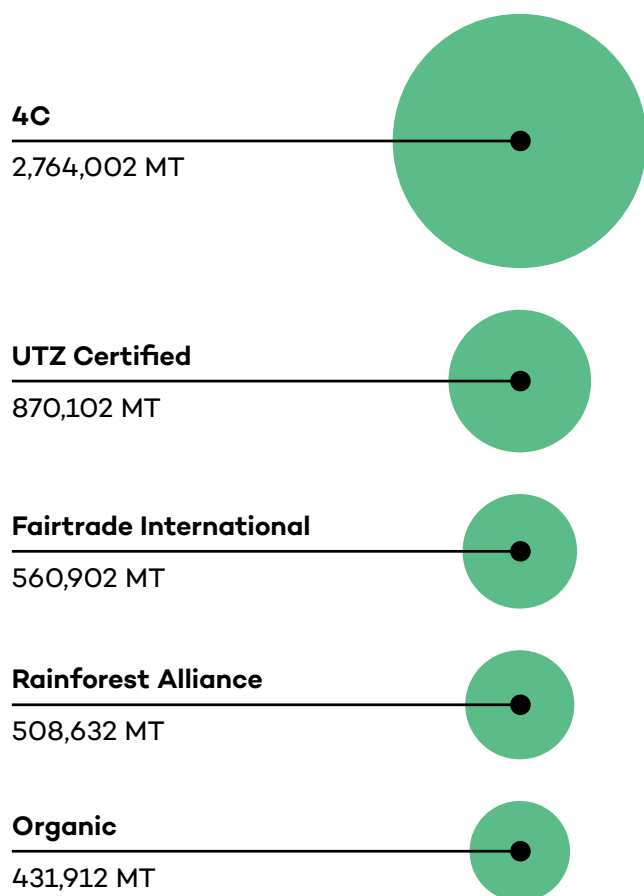 4C
2,764,002 MT
UTZ Certified
870,102 MT
Fairtrade International
560,902 MT
Rainforest Alliance
508,632 MT
Organic
431,912 MT